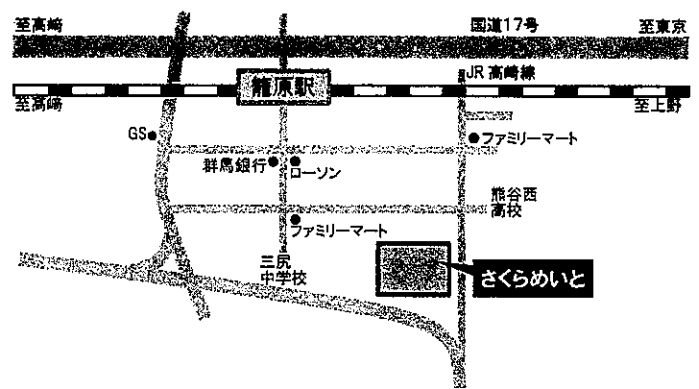 至高崎
国道17号
至東京
JR高崎線
籠原駅
至高崎
至上野
GS
ファミリーマート
群馬銀行
ローソン
熊谷西
高校
ファミリーマート
三尻
中学校
さくらめいと